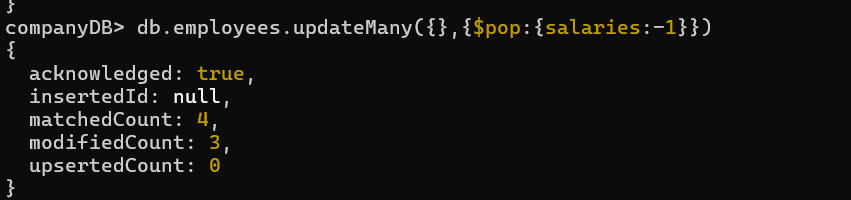 }
companyDB> db.employees.updateMany({},{$pop:{salaries:-1}})
{
  acknowledged: true,
  insertedId: null,
  matchedCount: 4,
  modifiedCount: 3,
  upsertedCount: 0
}